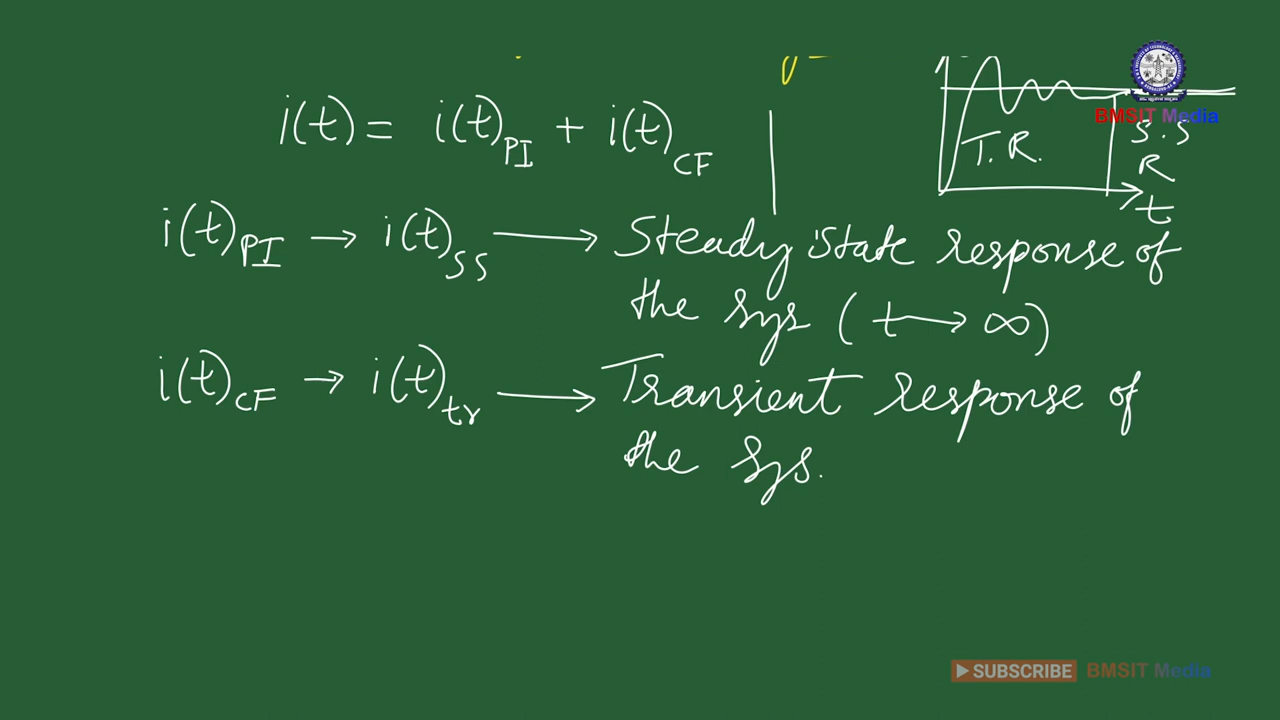 BMSIT Media
i(t) = i(t)PI + i(t)CF
T.R.
S.S
R
t
i(t)PI → i(t)SS → Steady state response of
the sys (t → ∞)
i(t)CF → i(t)tr → Transient response of
the sys.
SUBSCRIBE BMSIT Media